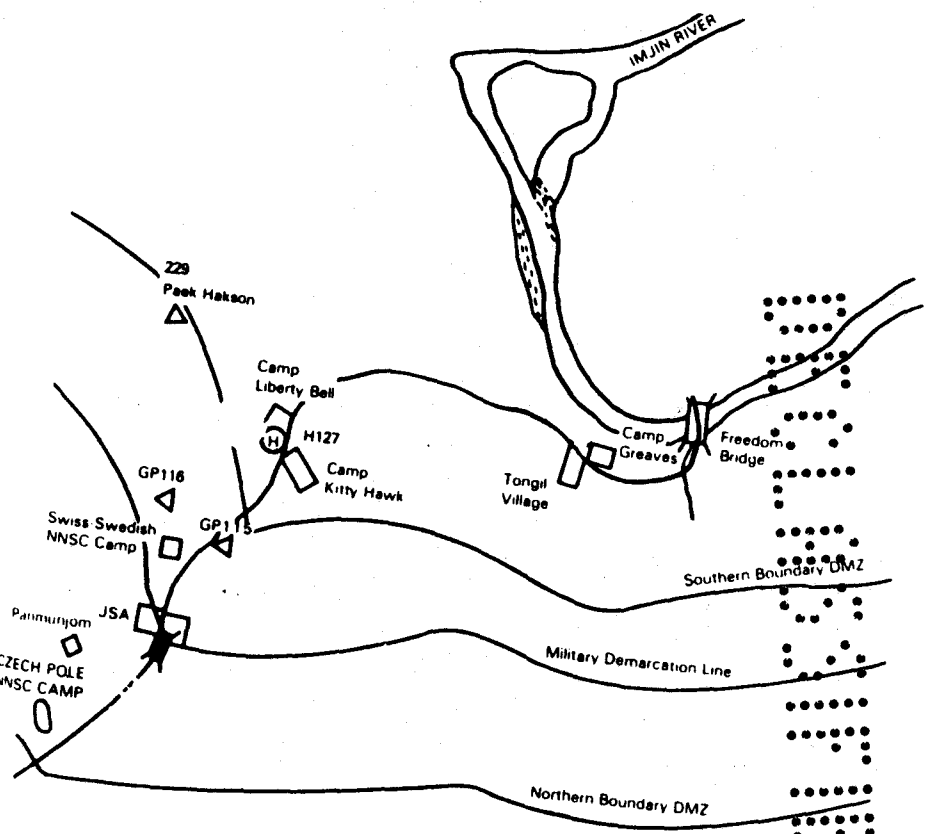 IMJIN RIVER
229
Paek Hakson
Camp
Liberty Bell
H
H127
Camp
Kitty Hawk
Camp
Greaves
Freedom
Bridge
Tongil
Village
GP116
Swiss-Swedish
NNSC Camp
GP115
Southern Boundary DMZ
JSA
Panmunjom
Military Demarcation Line
CZECH POLE
NNSC CAMP
Northern Boundary DMZ